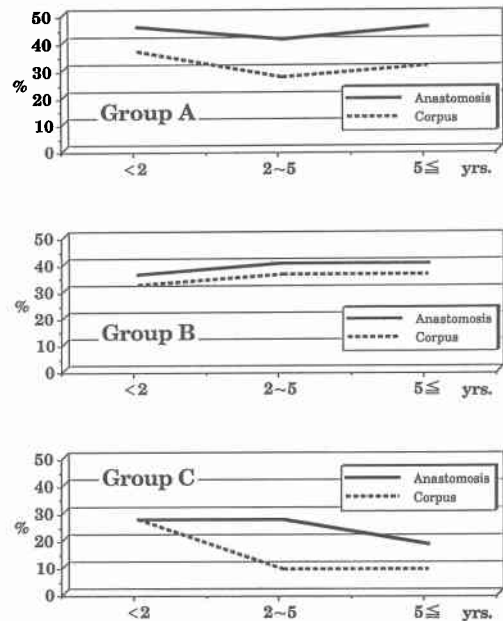 50
40
30
%
20
10
0
Group A
Anastomosis
Corpus
<2 2~5 5≦ yrs.
50
40
30
%
20
10
0
Group B
Anastomosis
Corpus
<2 2~5 5≦ yrs.
50
40
30
%
20
10
0
Group C
Anastomosis
Corpus
<2 2~5 5≦ yrs.